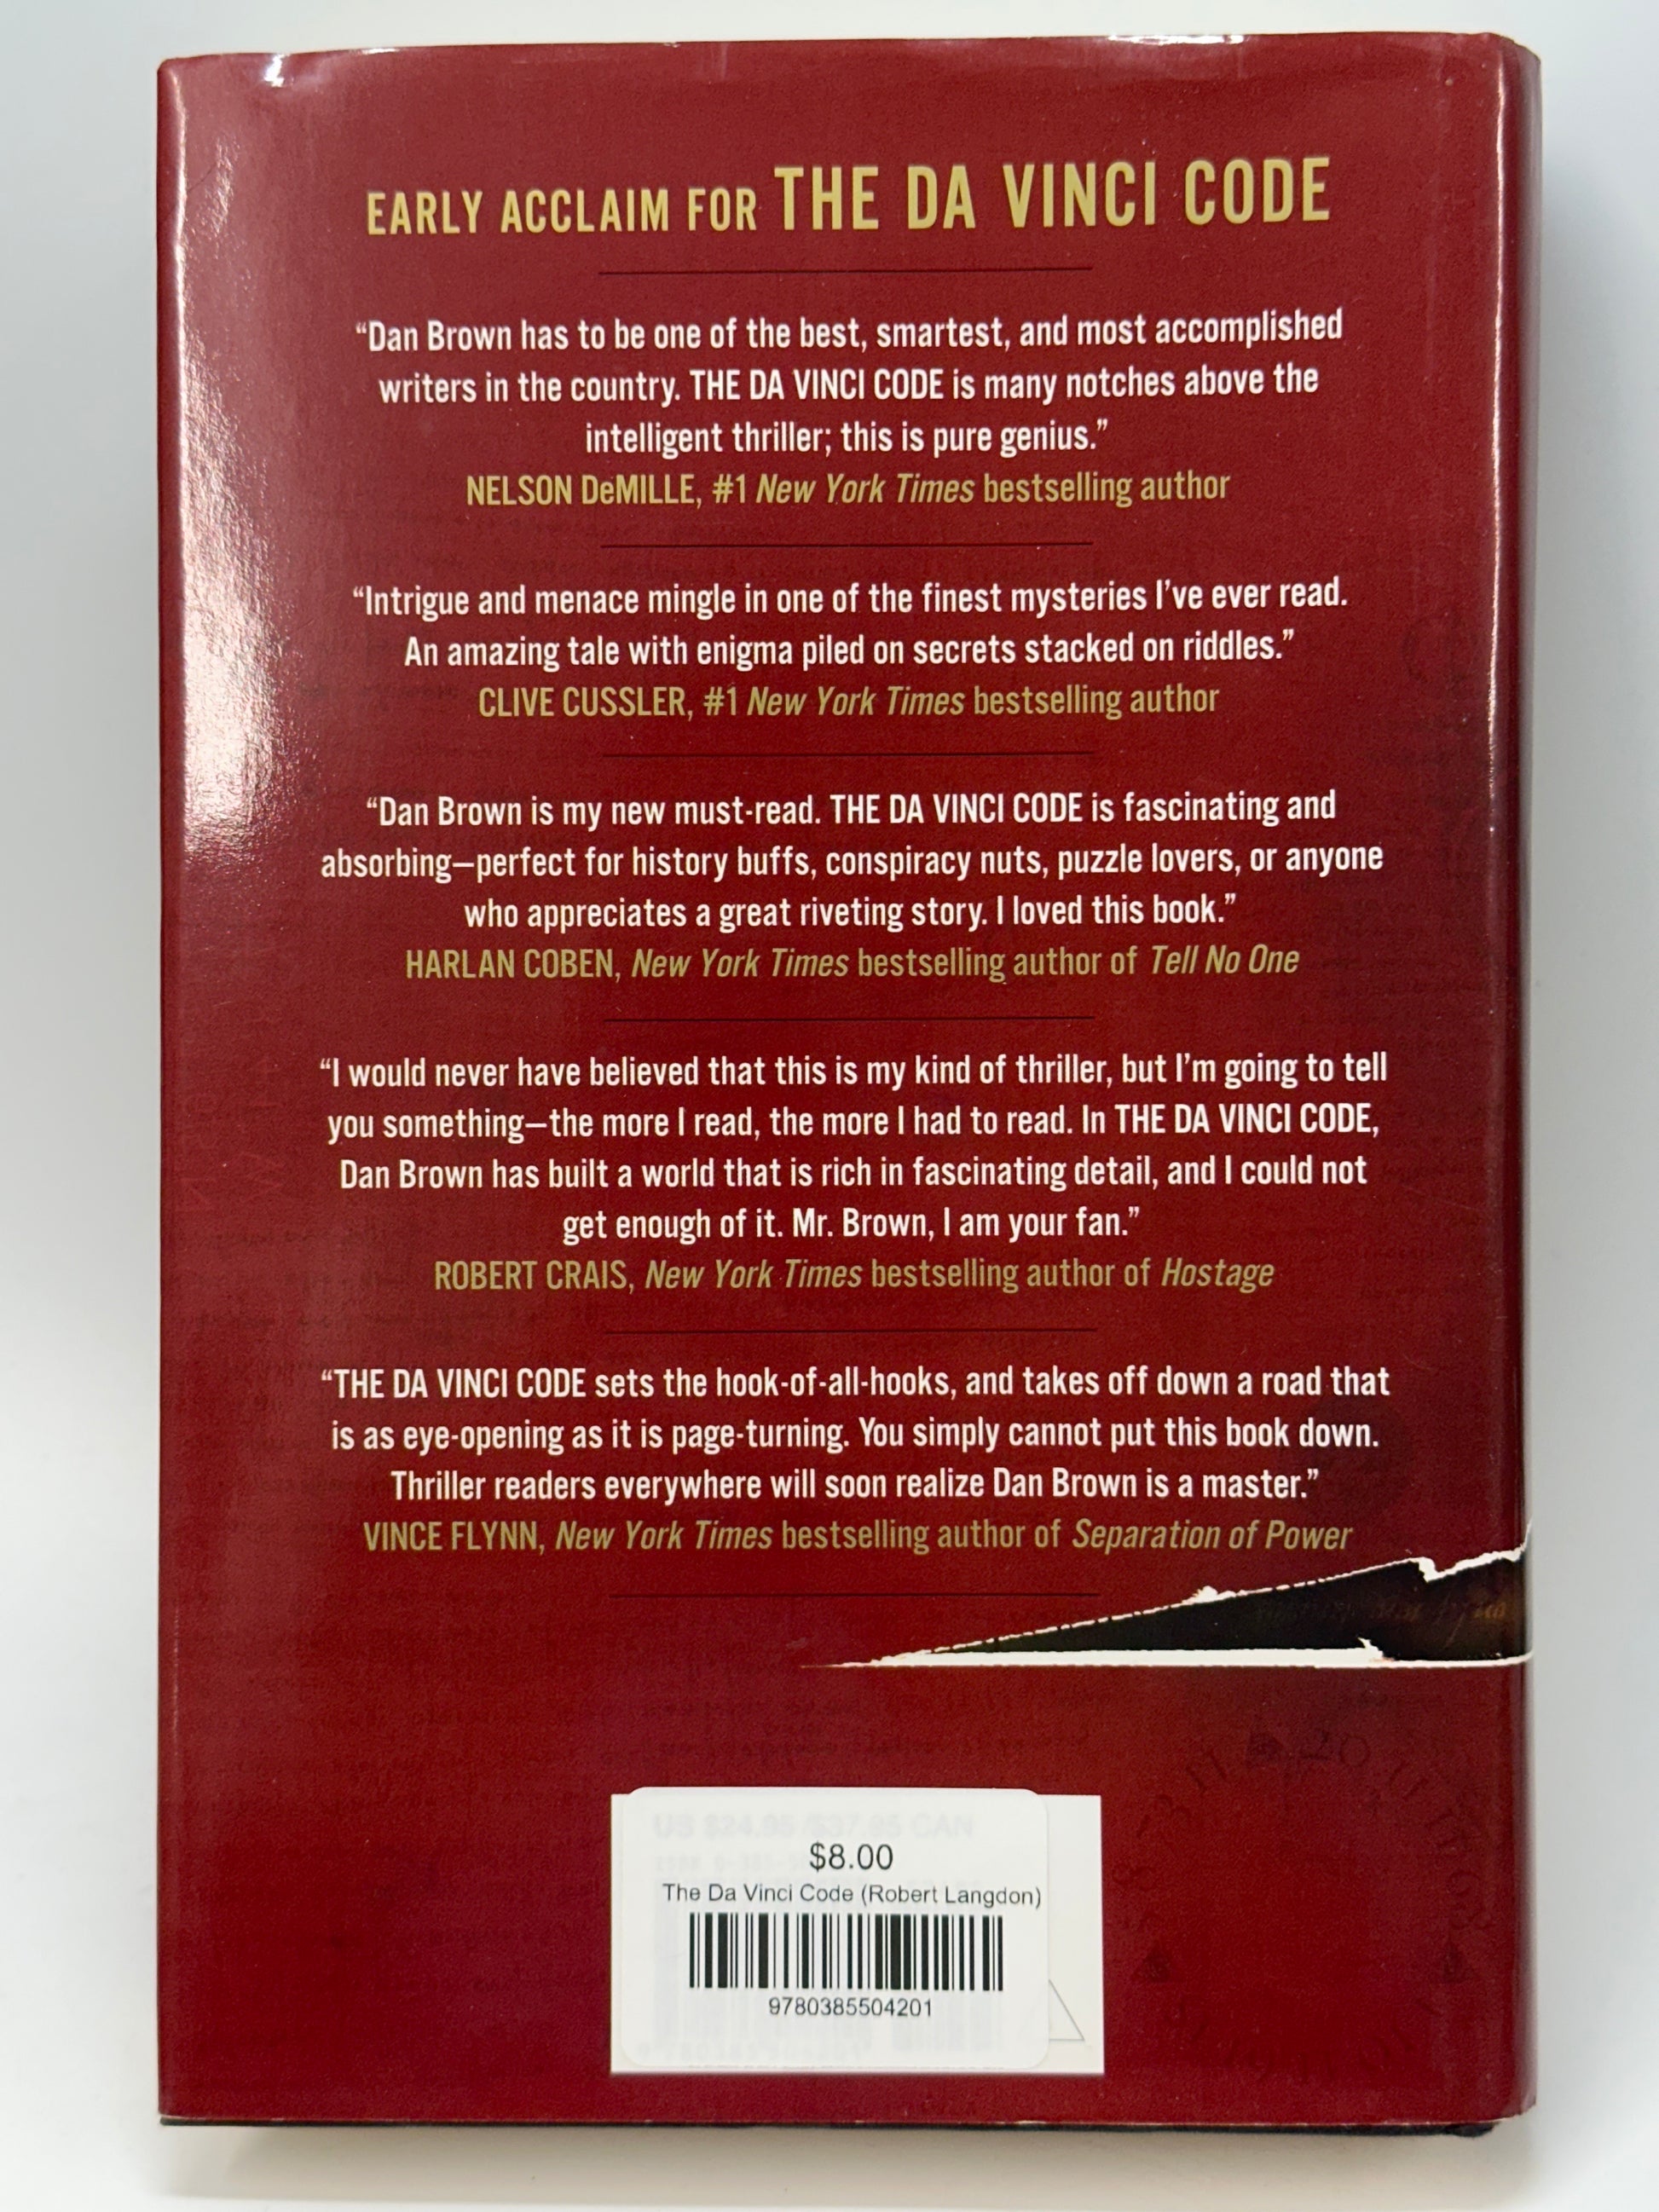 EARLY ACCLAIM FOR THE DA VINCI CODE
“Dan Brown has to be one of the best, smartest, and most accomplished
writers in the country. THE DA VINCI CODE is many notches above the
intelligent thriller; this is pure genius.”
NELSON DeMILLE, #1 New York Times bestselling author
“Intrigue and menace mingle in one of the finest mysteries I’ve ever read.
An amazing tale with enigma piled on secrets stacked on riddles.”
CLIVE CUSSLER, #1 New York Times bestselling author
“Dan Brown is my new must-read. THE DA VINCI CODE is fascinating and
absorbing—perfect for history buffs, conspiracy nuts, puzzle lovers, or anyone
who appreciates a great riveting story. I loved this book.”
HARLAN COBEN, New York Times bestselling author of Tell No One
“I would never have believed that this is my kind of thriller, but I’m going to tell
you something—the more I read, the more I had to read. In THE DA VINCI CODE,
Dan Brown has built a world that is rich in fascinating detail, and I could not
get enough of it. Mr. Brown, I am your fan.”
ROBERT CRAIS, New York Times bestselling author of Hostage
“THE DA VINCI CODE sets the hook-of-all-hooks, and takes off down a road that
is as eye-opening as it is page-turning. You simply cannot put this book down.
Thriller readers everywhere will soon realize Dan Brown is a master.”
VINCE FLYNN, New York Times bestselling author of Separation of Power
US $24.95/$37.95 CAN
$8.00
The Da Vinci Code (Robert Langdon)
9780385504201